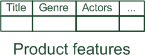 Title Genre Actors ...
Product features